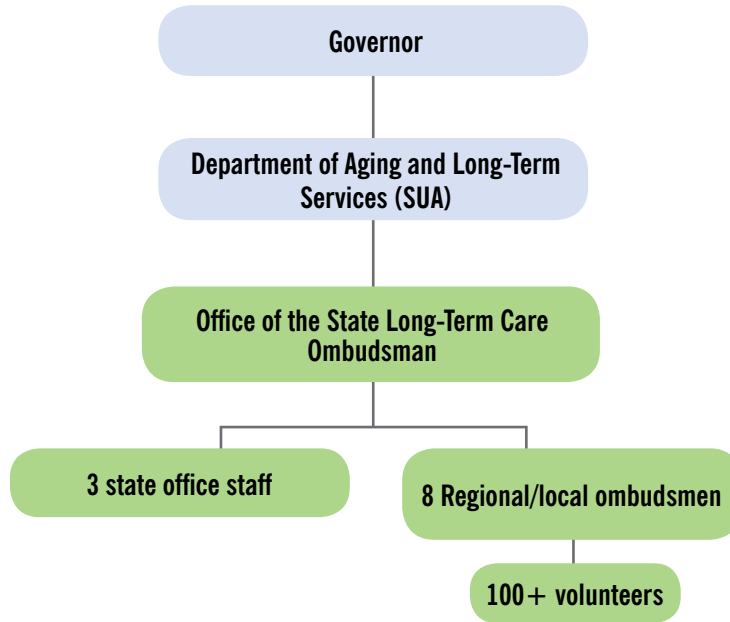 Governor
Department of Aging and Long-Term
Services (SUA)
Office of the State Long-Term Care
Ombudsman
3 state office staff
8 Regional/local ombudsmen
100+ volunteers